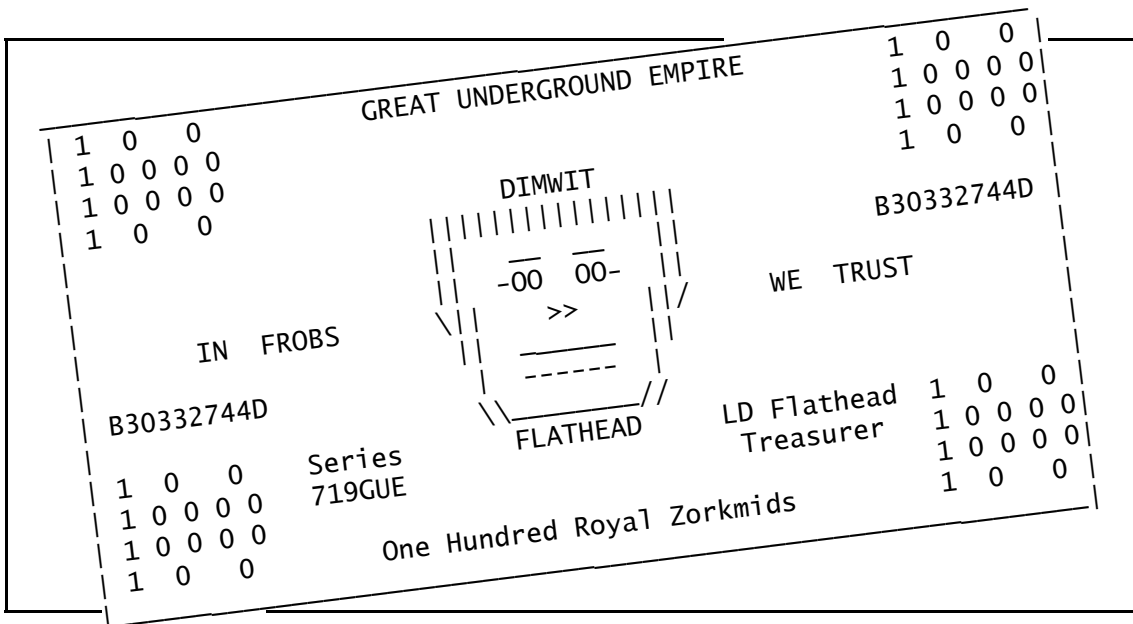 1 0 0 GREAT UNDERGROUND EMPIRE 1 0 0
1 0 0 0 0 1 0 0 0 0
1 0 0 0 0 1 0 0 0 0
1 0 0 DIMWIT 1 0 0
B30332744D
IN FROBS WE TRUST
B30332744D
1 0 0 Series FLATHEAD LD Flathead 1 0 0
1 0 0 0 0 719GUE Treasurer 1 0 0 0 0
1 0 0 0 0 1 0 0 0 0
1 0 0 One Hundred Royal Zorkmids 1 0 0